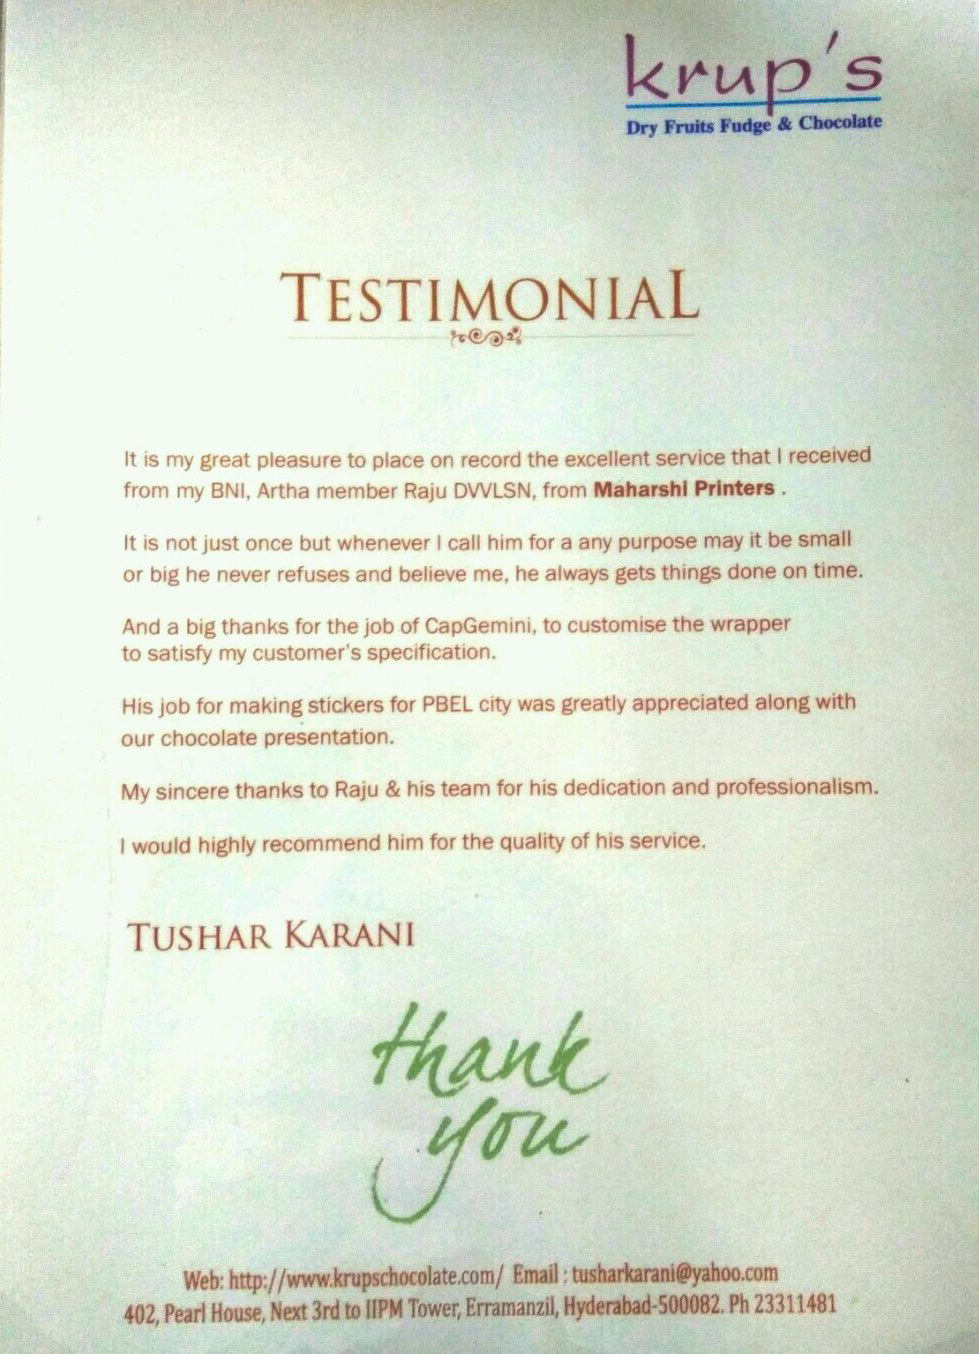 krup's
Dry Fruits Fudge & Chocolate
TESTIMONIAL
It is my great pleasure to place on record the excellent service that I received
from my BNI, Artha member Raju DVVLSN, from Maharshi Printers .
It is not just once but whenever I call him for a any purpose may it be small
or big he never refuses and believe me, he always gets things done on time.
And a big thanks for the job of CapGemini, to customise the wrapper
to satisfy my customer's specification.
His job for making stickers for PBEL city was greatly appreciated along with
our chocolate presentation.
My sincere thanks to Raju & his team for his dedication and professionalism.
I would highly recommend him for the quality of his service.
TUSHAR KARANI
thank
you
Web: http://www.krupschocolate.com/ Email : tusharkarani@yahoo.com
402, Pearl House, Next 3rd to IIPM Tower, Erramanzil, Hyderabad-500082. Ph 23311481